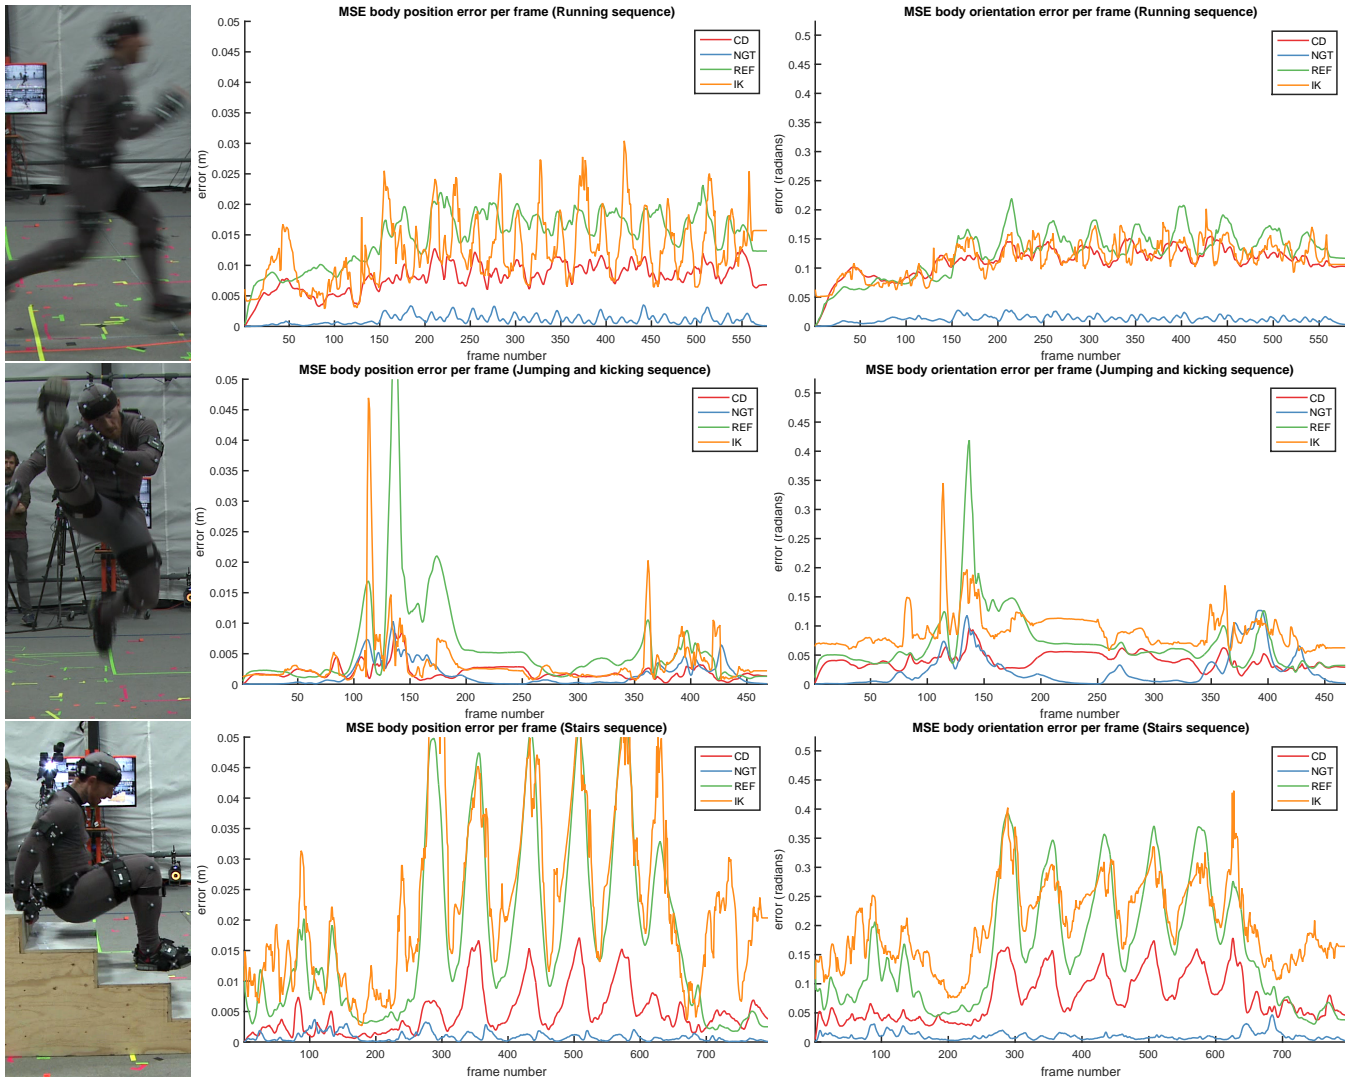 MSE body position error per frame (Running sequence)
0.05
0.045
0.04
0.035
0.03
0.025
0.02
0.015
0.01
0.005
0
error (m)
50 100 150 200 250 300 350 400 450 500 550
frame number
CD
NGT
REF
IK
MSE body orientation error per frame (Running sequence)
0.5
0.45
0.4
0.35
0.3
0.25
0.2
0.15
0.1
0.05
0
error (radians)
50 100 150 200 250 300 350 400 450 500 550
frame number
CD
NGT
REF
IK
MSE body position error per frame (Jumping and kicking sequence)
0.05
0.045
0.04
0.035
0.03
0.025
0.02
0.015
0.01
0.005
0
error (m)
50 100 150 200 250 300 350 400 450
frame number
CD
NGT
REF
IK
MSE body orientation error per frame (Jumping and kicking sequence)
0.5
0.45
0.4
0.35
0.3
0.25
0.2
0.15
0.1
0.05
0
error (radians)
50 100 150 200 250 300 350 400 450
frame number
CD
NGT
REF
IK
MSE body position error per frame (Stairs sequence)
0.05
0.045
0.04
0.035
0.03
0.025
0.02
0.015
0.01
0.005
0
error (m)
100 200 300 400 500 600 700
frame number
CD
NGT
REF
IK
MSE body orientation error per frame (Stairs sequence)
0.5
0.45
0.4
0.35
0.3
0.25
0.2
0.15
0.1
0.05
0
error (radians)
100 200 300 400 500 600 700
frame number
CD
NGT
REF
IK